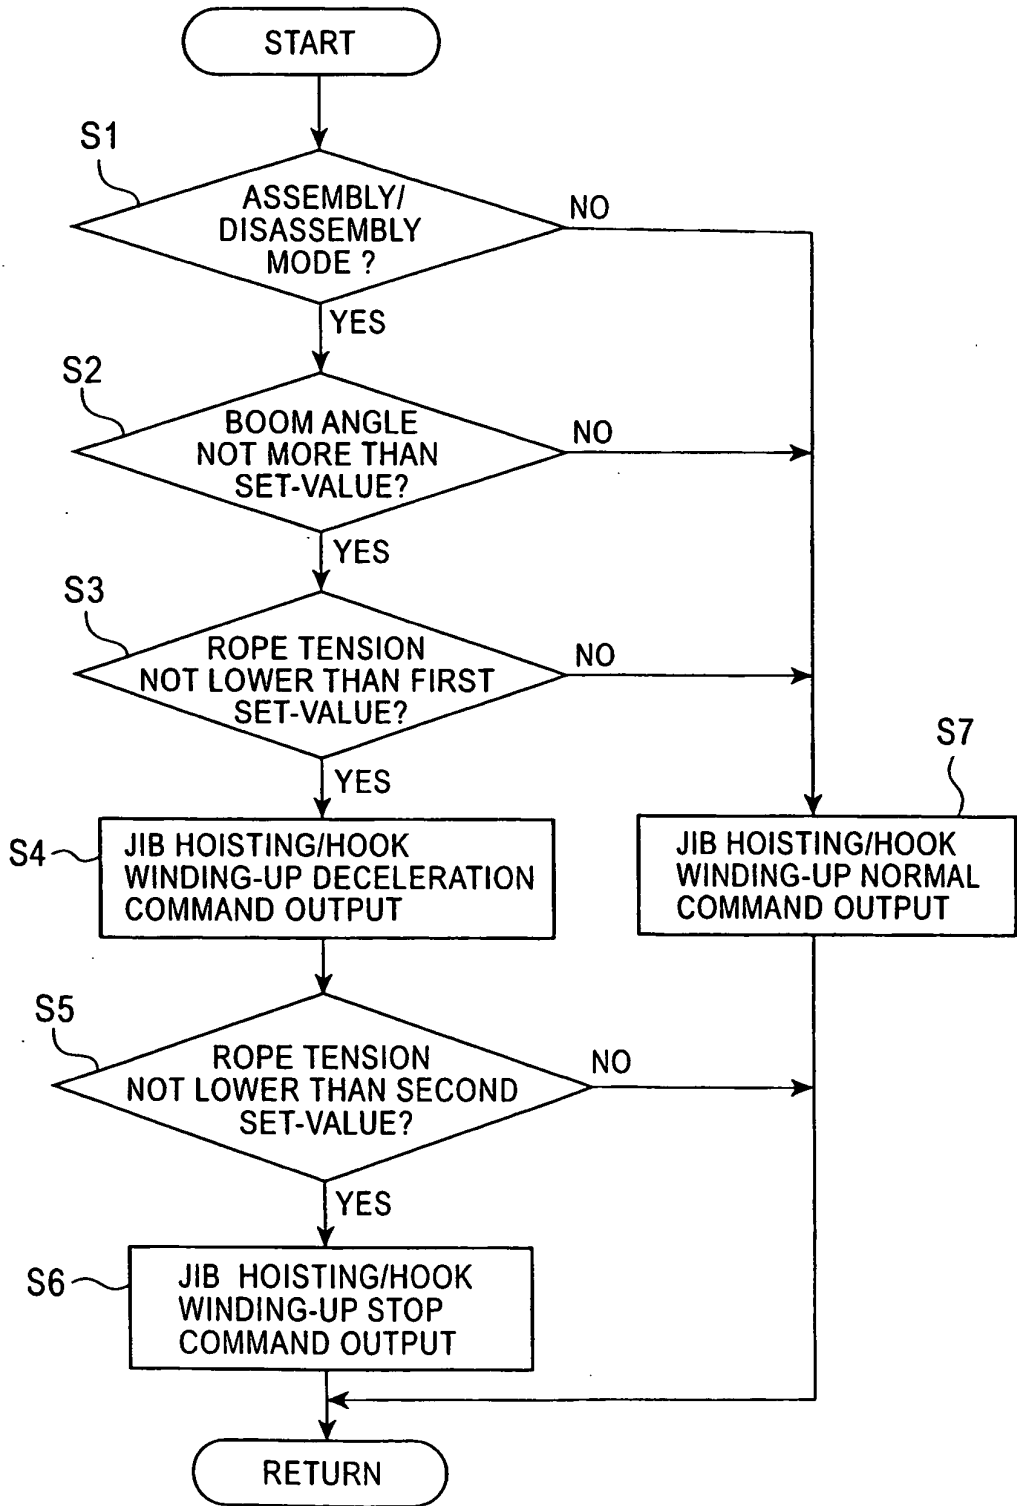 START
S1
ASSEMBLY/
DISASSEMBLY
MODE ?
NO
YES
S2
BOOM ANGLE
NOT MORE THAN
SET-VALUE?
NO
YES
S3
ROPE TENSION
NOT LOWER THAN FIRST
SET-VALUE?
NO
YES
S4
JIB HOISTING/HOOK
WINDING-UP DECELERATION
COMMAND OUTPUT
S7
JIB HOISTING/HOOK
WINDING-UP NORMAL
COMMAND OUTPUT
S5
ROPE TENSION
NOT LOWER THAN SECOND
SET-VALUE?
NO
YES
S6
JIB HOISTING/HOOK
WINDING-UP STOP
COMMAND OUTPUT
RETURN